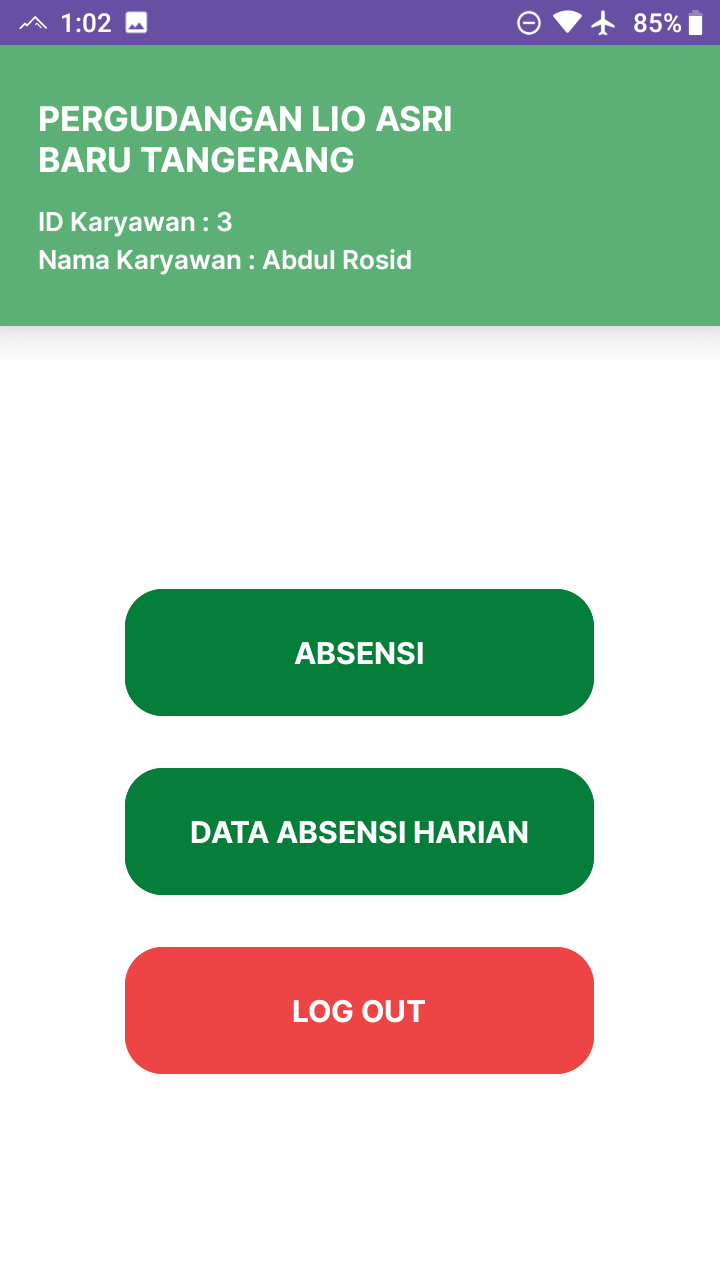 1:02
85%
PERGUDANGAN LIO ASRI
BARU TANGERANG
ID Karyawan : 3
Nama Karyawan : Abdul Rosid
ABSENSI
DATA ABSENSI HARIAN
LOG OUT